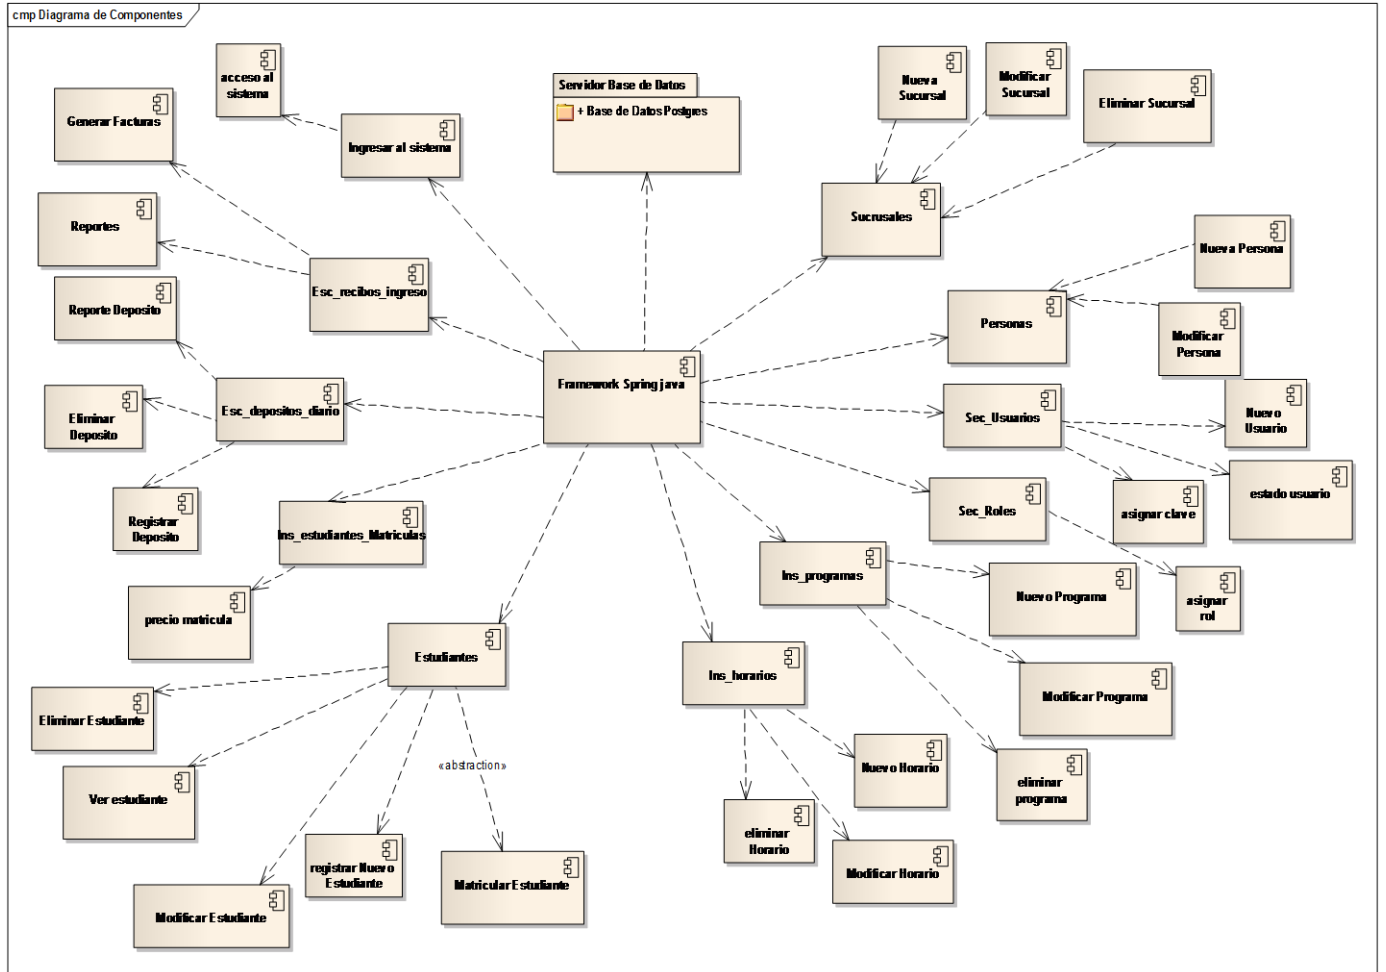 cmp Diagrama de Componentes
acceso al
sistema
Generar Facturas
Ingresar al sistema
Servidor Base de Datos
+ Base de Datos Postgres
Nueva
Sucursal
Modificar
Sucursal
Eliminar Sucursal
Reportes
Sucrusales
Nueva Persona
Esc_recibos_ingreso
Reporte Deposito
Personas
Modificar
Persona
Framework Spring java
Eliminar
Deposito
Esc_depositos_diario
Sec_Usuarios
Nuevo
Usuario
estado usuario
asignar clave
Sec_Roles
Registrar
Deposito
Ins_estudiantes_Matriculas
Ins_programas
Nuevo Programa
asignar
rol
precio matricula
Estudiantes
Ins_horarios
Modificar Programa
Eliminar Estudiante
Ver estudiante
«abstraction»
Nuevo Horario
eliminar
programa
eliminar
Horario
registrar Nuevo
Estudiante
Matricular Estudiante
Modificar Horario
Modificar Estudiante